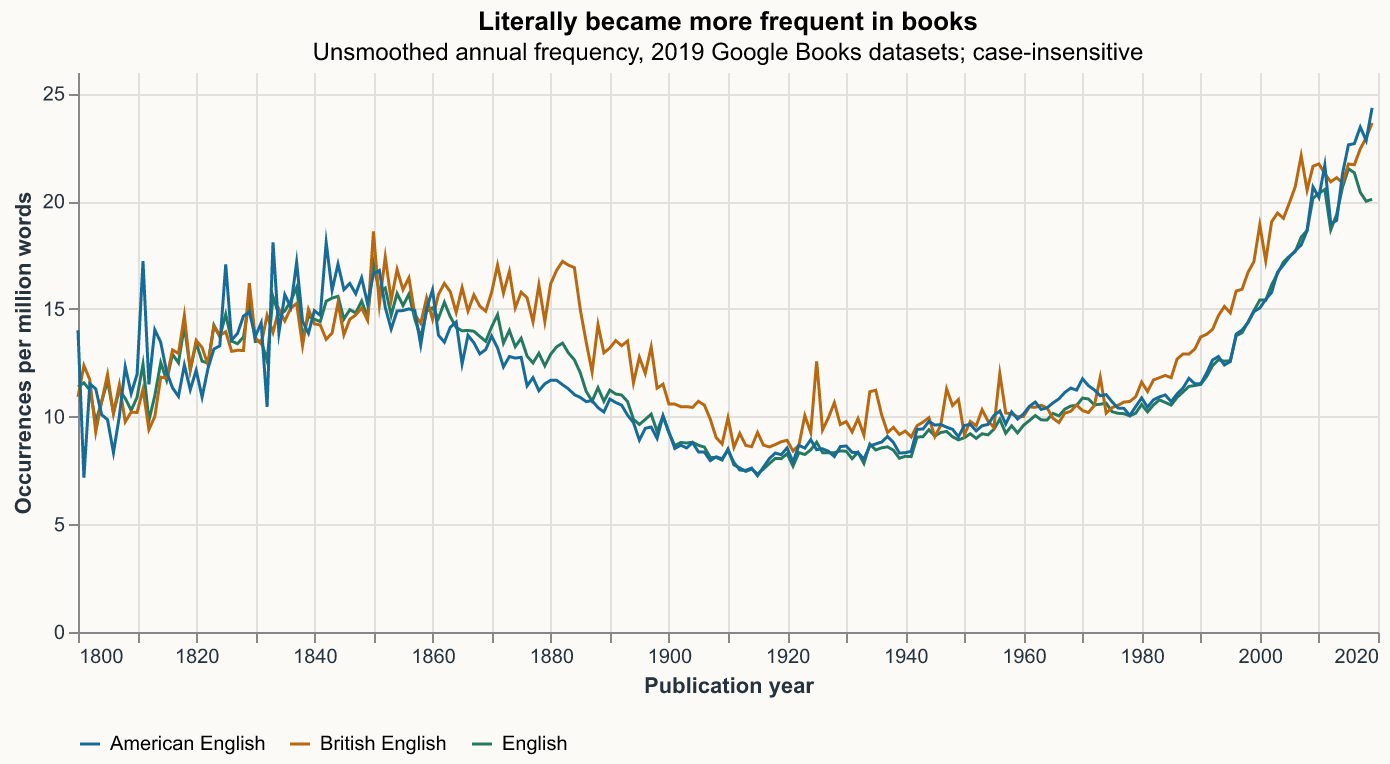 Literally became more frequent in books
Unsmoothed annual frequency, 2019 Google Books datasets; case-insensitive
Occurrences per million words
25
20
15
10
5
0
1800 1820 1840 1860 1880 1900 1920 1940 1960 1980 2000 2020
Publication year
American English British English English